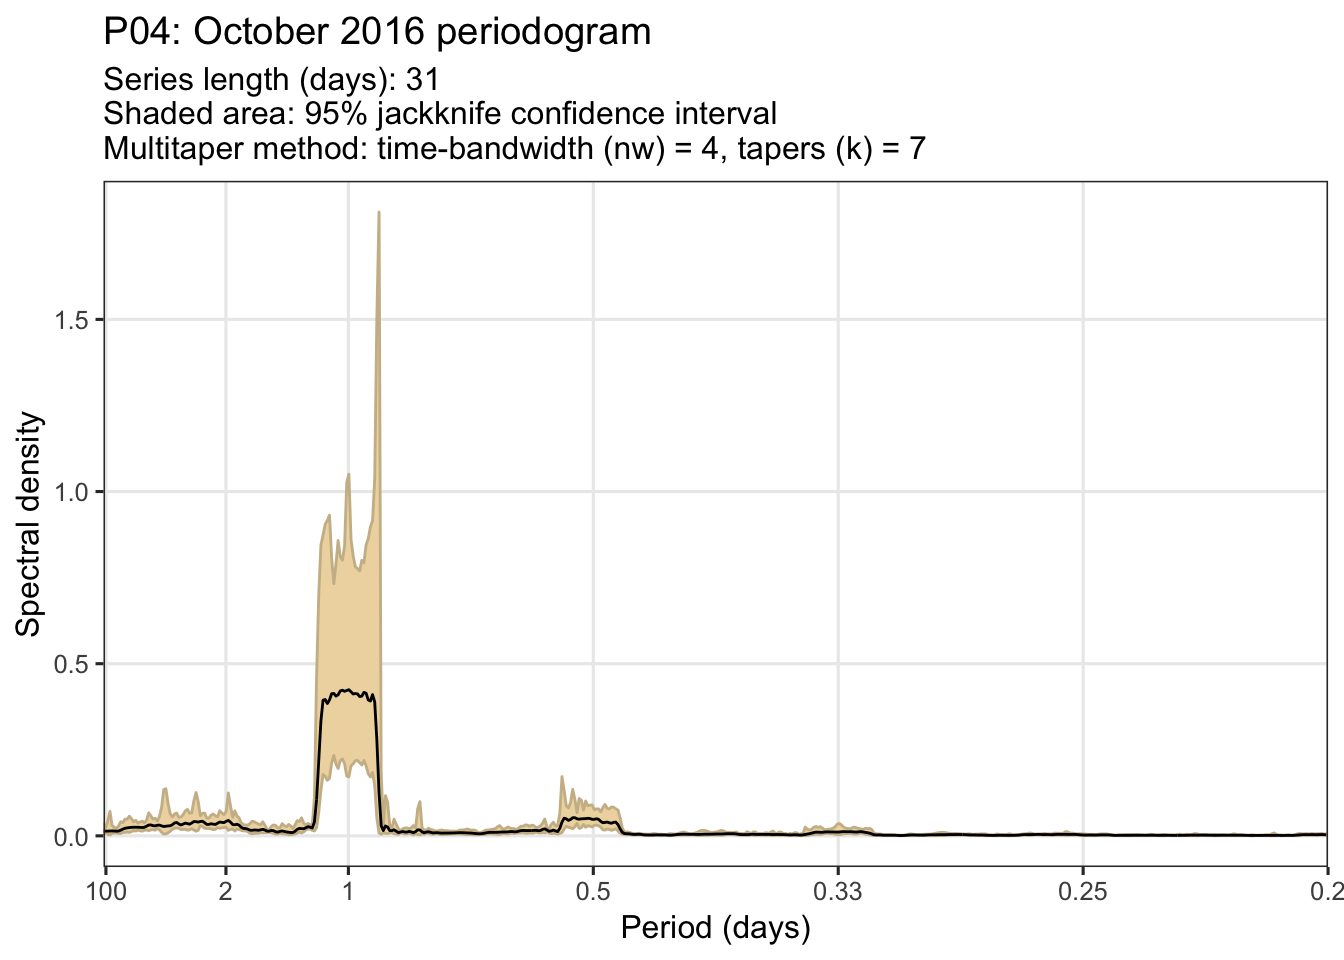 P04: October 2016 periodogram
Series length (days): 31
Shaded area: 95% jackknife confidence interval
Multitaper method: time-bandwidth (nw) = 4, tapers (k) = 7
Spectral density
1.5
1.0
0.5
0.0
100 2 1 0.5 0.33 0.25 0.2
Period (days)